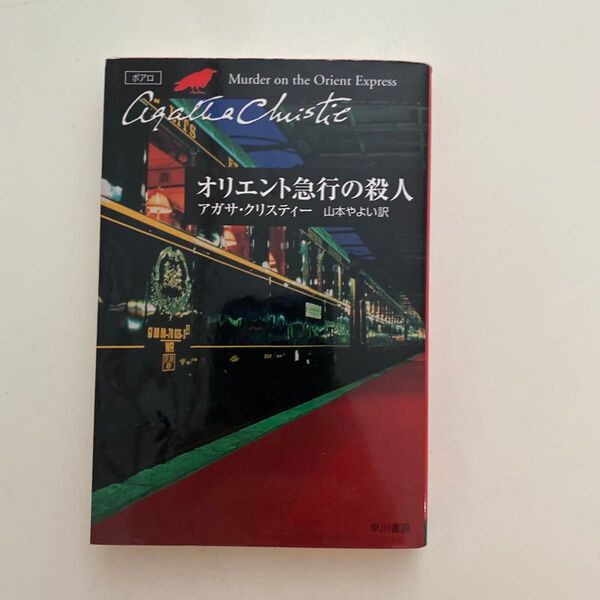 ポアロ
Murder on the Orient Express
Agatha Christie
オリエント急行の殺人
アガサ・クリスティー 山本やよい訳
WR
早川書房